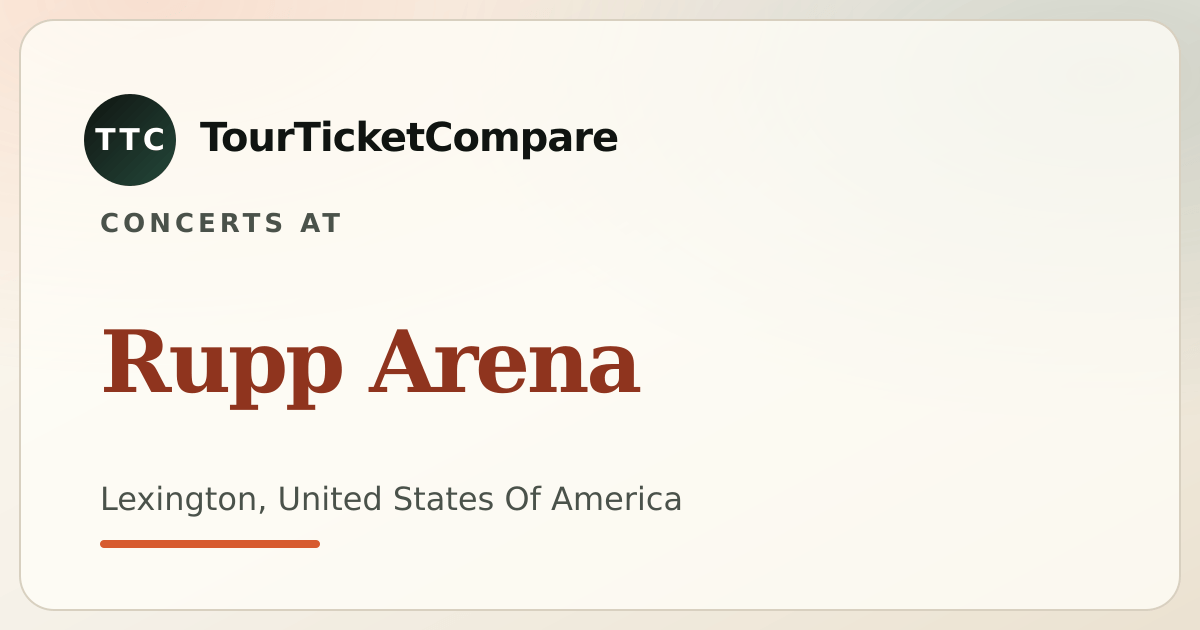 TTC TourTicketCompare
CONCERTS AT
Rupp Arena
Lexington, United States Of America